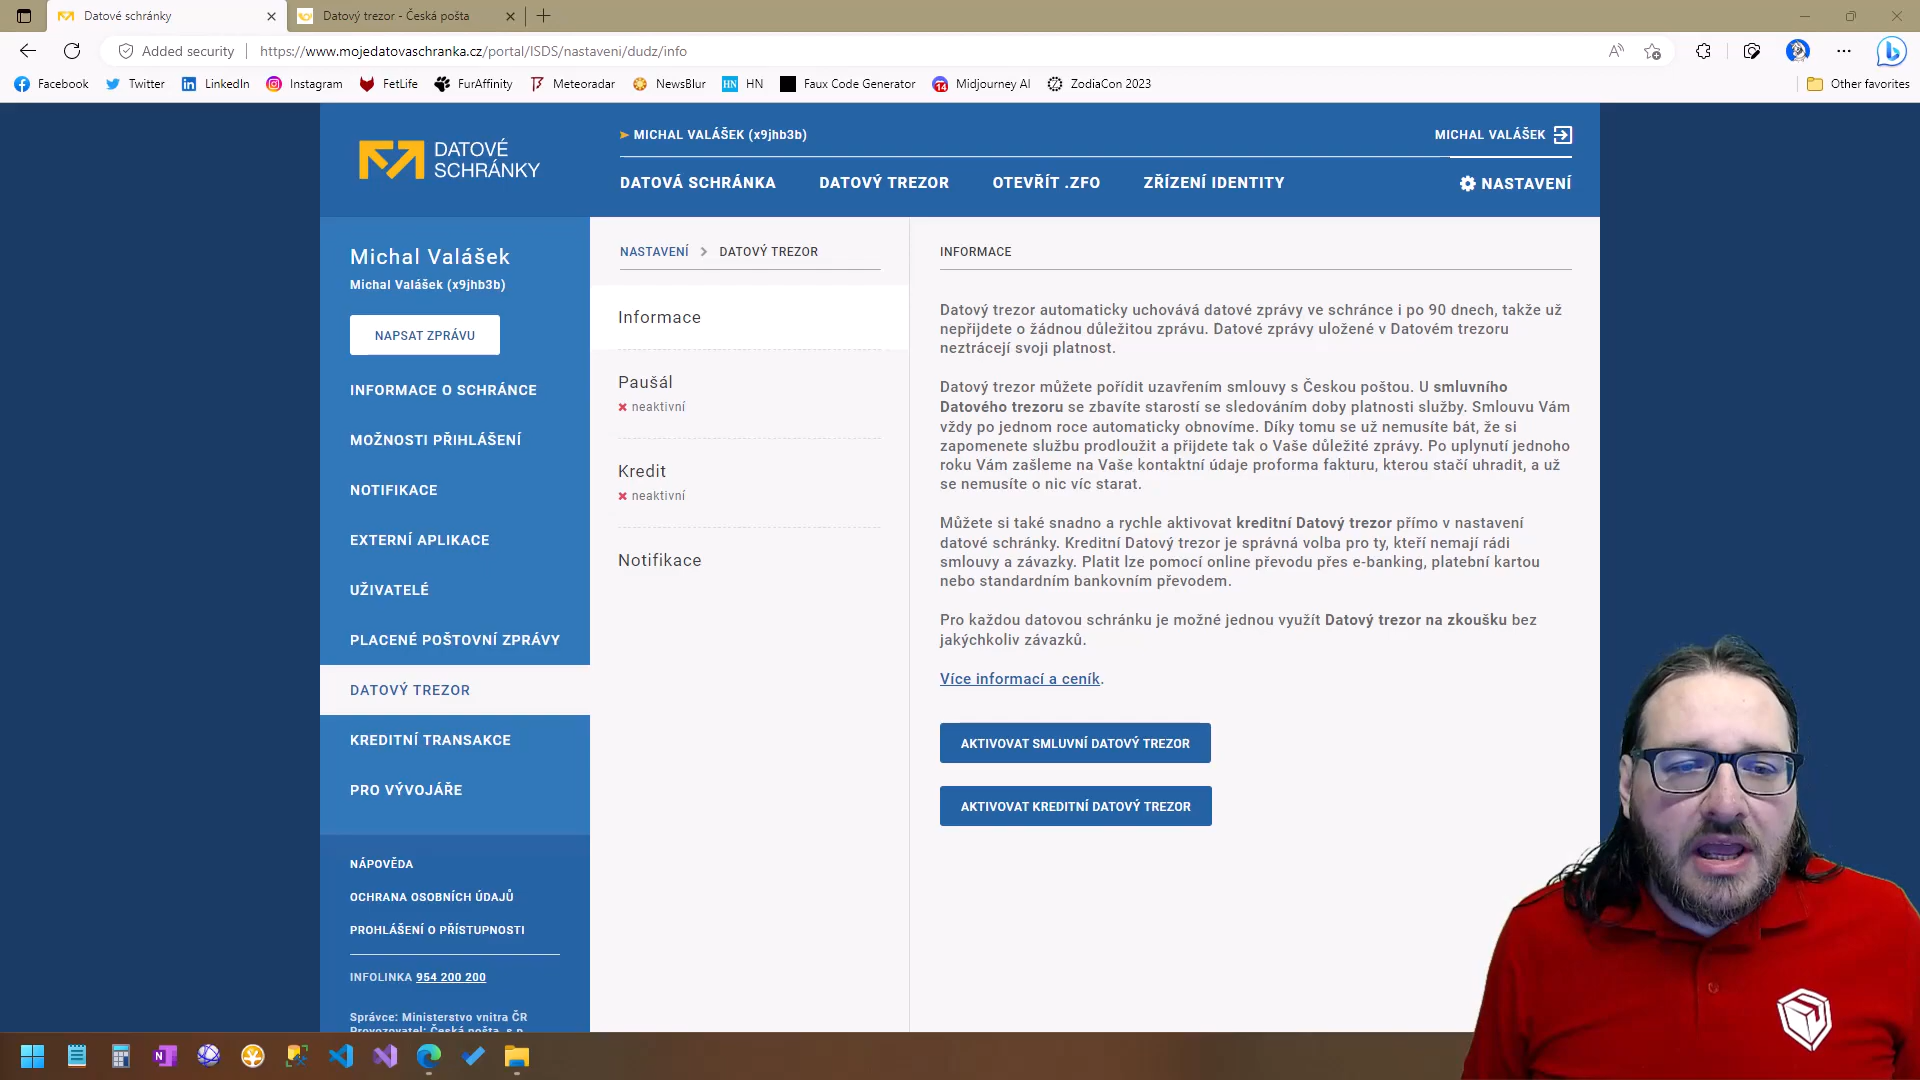 Datové schránky
Datový trezor - Česká pošta
Added security
https://www.mojedatovaschranka.cz/portal/ISDS/nastaveni/dudz/info
Facebook
Twitter
LinkedIn
Instagram
FetLife
FurAffinity
Meteoradar
NewsBlur
HN HN
Faux Code Generator
14 Midjourney AI
ZodiaCon 2023
Other favorites
DATOVÉ
SCHRÁNKY
MICHAL VALÁŠEK (x9jhb3b)
MICHAL VALÁŠEK
DATOVÁ SCHRÁNKA
DATOVÝ TREZOR
OTEVŘÍT .ZFO
ZŘÍZENÍ IDENTITY
NASTAVENÍ
Michal Valášek
Michal Valášek (x9jhb3b)
NAPSAT ZPRÁVU
INFORMACE O SCHRÁNCE
MOŽNOSTI PŘIHLÁŠENÍ
NOTIFIKACE
EXTERNÍ APLIKACE
UŽIVATELÉ
PLACENÉ POŠTOVNÍ ZPRÁVY
DATOVÝ TREZOR
KREDITNÍ TRANSAKCE
PRO VÝVOJÁŘE
NÁPOVĚDA
OCHRANA OSOBNÍCH ÚDAJŮ
PROHLÁŠENÍ O PŘÍSTUPNOSTI
INFOLINKA 954 200 200
Správce: Ministerstvo vnitra ČR
Provozovatel: Česká pošta, s.p.
NASTAVENÍ > DATOVÝ TREZOR
Informace
Paušál
neaktivní
Kredit
neaktivní
Notifikace
INFORMACE
Datový trezor automaticky uchovává datové zprávy ve schránce i po 90 dnech, takže už
nepřijdete o žádnou důležitou zprávu. Datové zprávy uložené v Datovém trezoru
neztrácejí svoji platnost.
Datový trezor můžete pořídit uzavřením smlouvy s Českou poštou. U smluvního
Datového trezoru se zbavíte starostí se sledováním doby platnosti služby. Smlouvu Vám
vždy po jednom roce automaticky obnovíme. Díky tomu se už nemusíte bát, že si
zapomenete službu prodloužit a přijdete tak o Vaše důležité zprávy. Po uplynutí jednoho
roku Vám zašleme na Vaše kontaktní údaje proforma fakturu, kterou stačí uhradit, a už
se nemusíte o nic víc starat.
Můžete si také snadno a rychle aktivovat kreditní Datový trezor přímo v nastavení
datové schránky. Kreditní Datový trezor je správná volba pro ty, kteří nemají rádi
smlouvy a závazky. Platit lze pomocí online převodu přes e-banking, platební kartou
nebo standardním bankovním převodem.
Pro každou datovou schránku je možné jednou využít Datový trezor na zkoušku bez
jakýchkoliv závazků.
Více informací a ceník.
AKTIVOVAT SMLUVNÍ DATOVÝ TREZOR
AKTIVOVAT KREDITNÍ DATOVÝ TREZOR